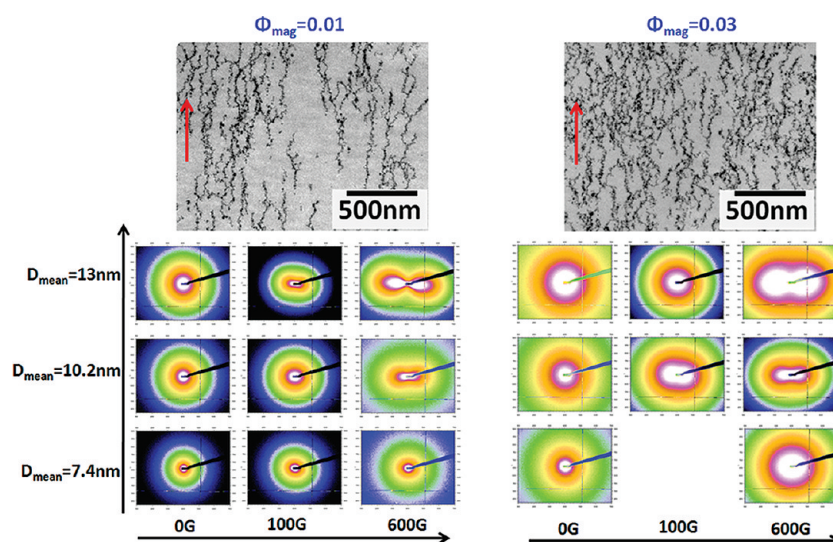 Φmag=0.01
Φmag=0.03
500nm
500nm
Dmean=13nm
Dmean=10.2nm
Dmean=7.4nm
0G
100G
600G
0G
100G
600G